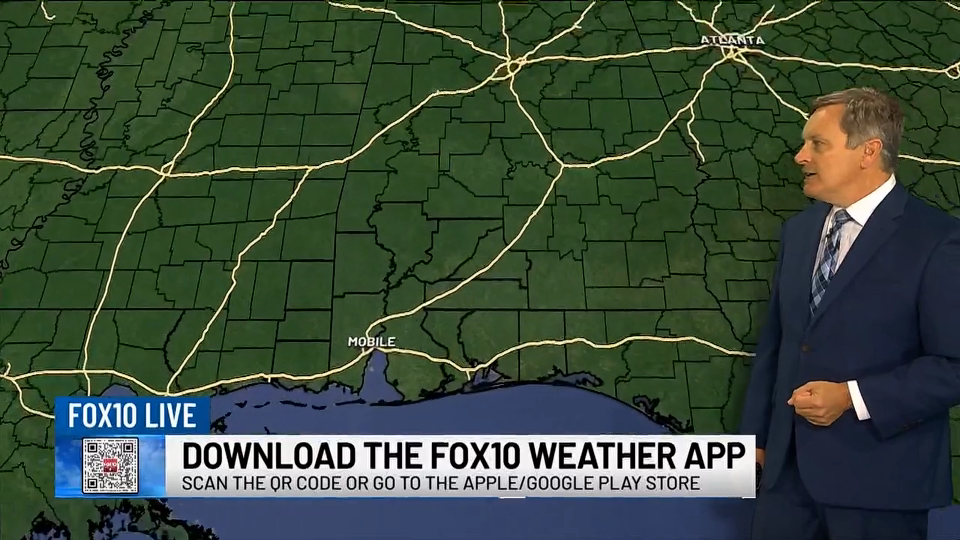 ATLANTA
MOBILE
FOX10 LIVE
DOWNLOAD THE FOX10 WEATHER APP
SCAN THE QR CODE OR GO TO THE APPLE/GOOGLE PLAY STORE